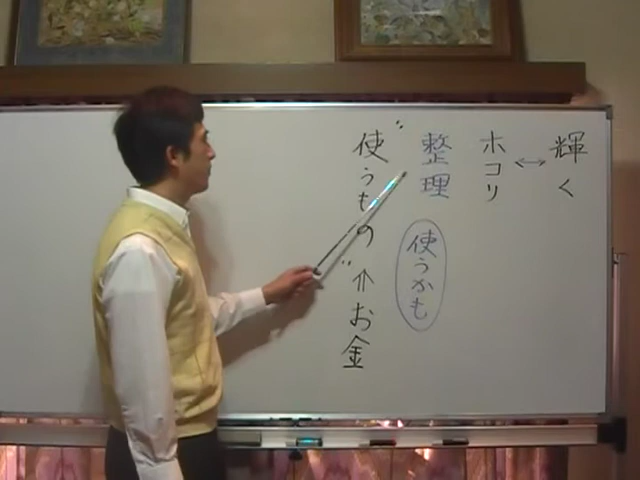 輝く
↔
ホコリ
整理
使うかも
〝使うもの〟⇐お金